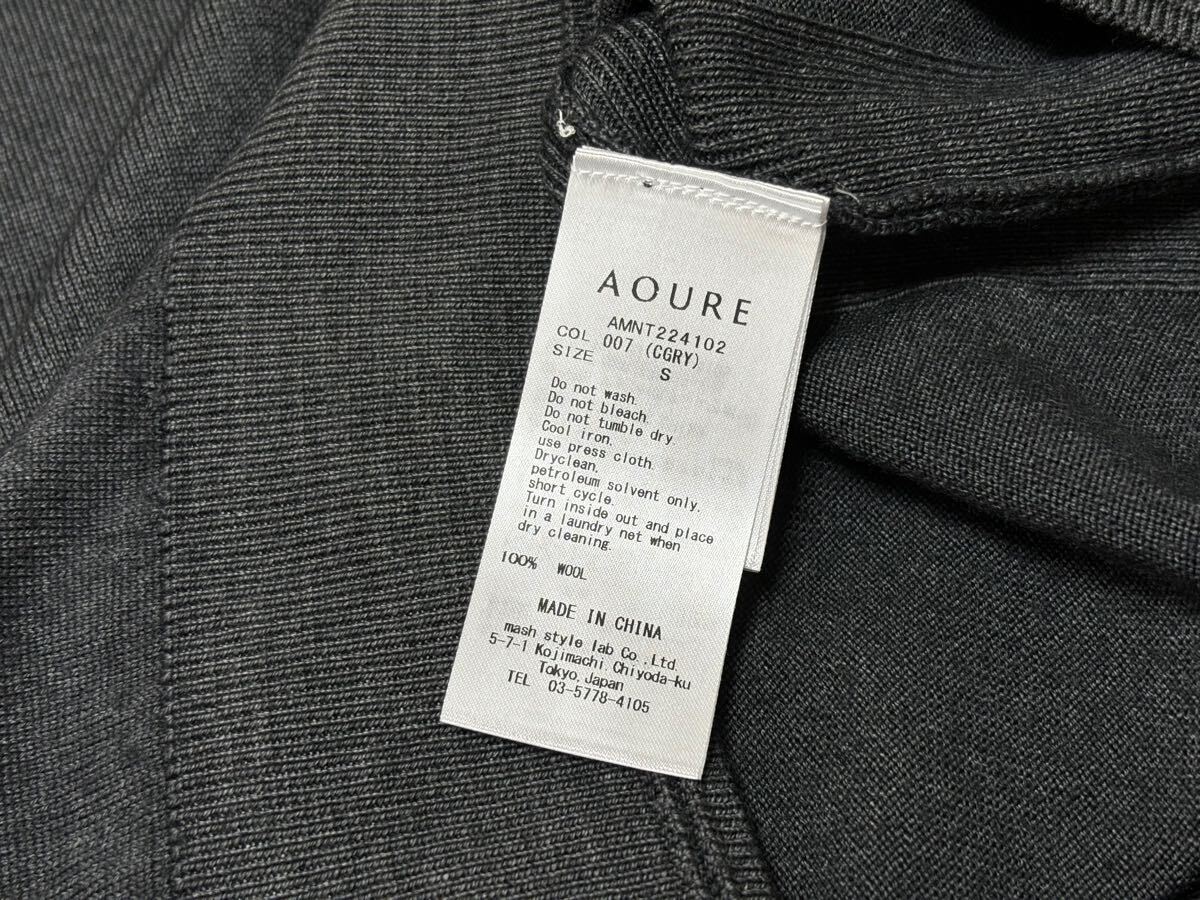 AOURE
AMNT224102
COL 007 (CGRY)
SIZE S
Do not wash.
Do not bleach.
Do not tumble dry.
Cool iron.
use press cloth.
Dryclean.
petroleum solvent only.
short cycle.
Turn inside out and place
in a laundry net when
dry cleaning.
100% WOOL
MADE IN CHINA
mash style lab Co.,Ltd.
5-7-1 Kojimachi.Chiyoda-ku
Tokyo.Japan
TEL 03-5778-4105